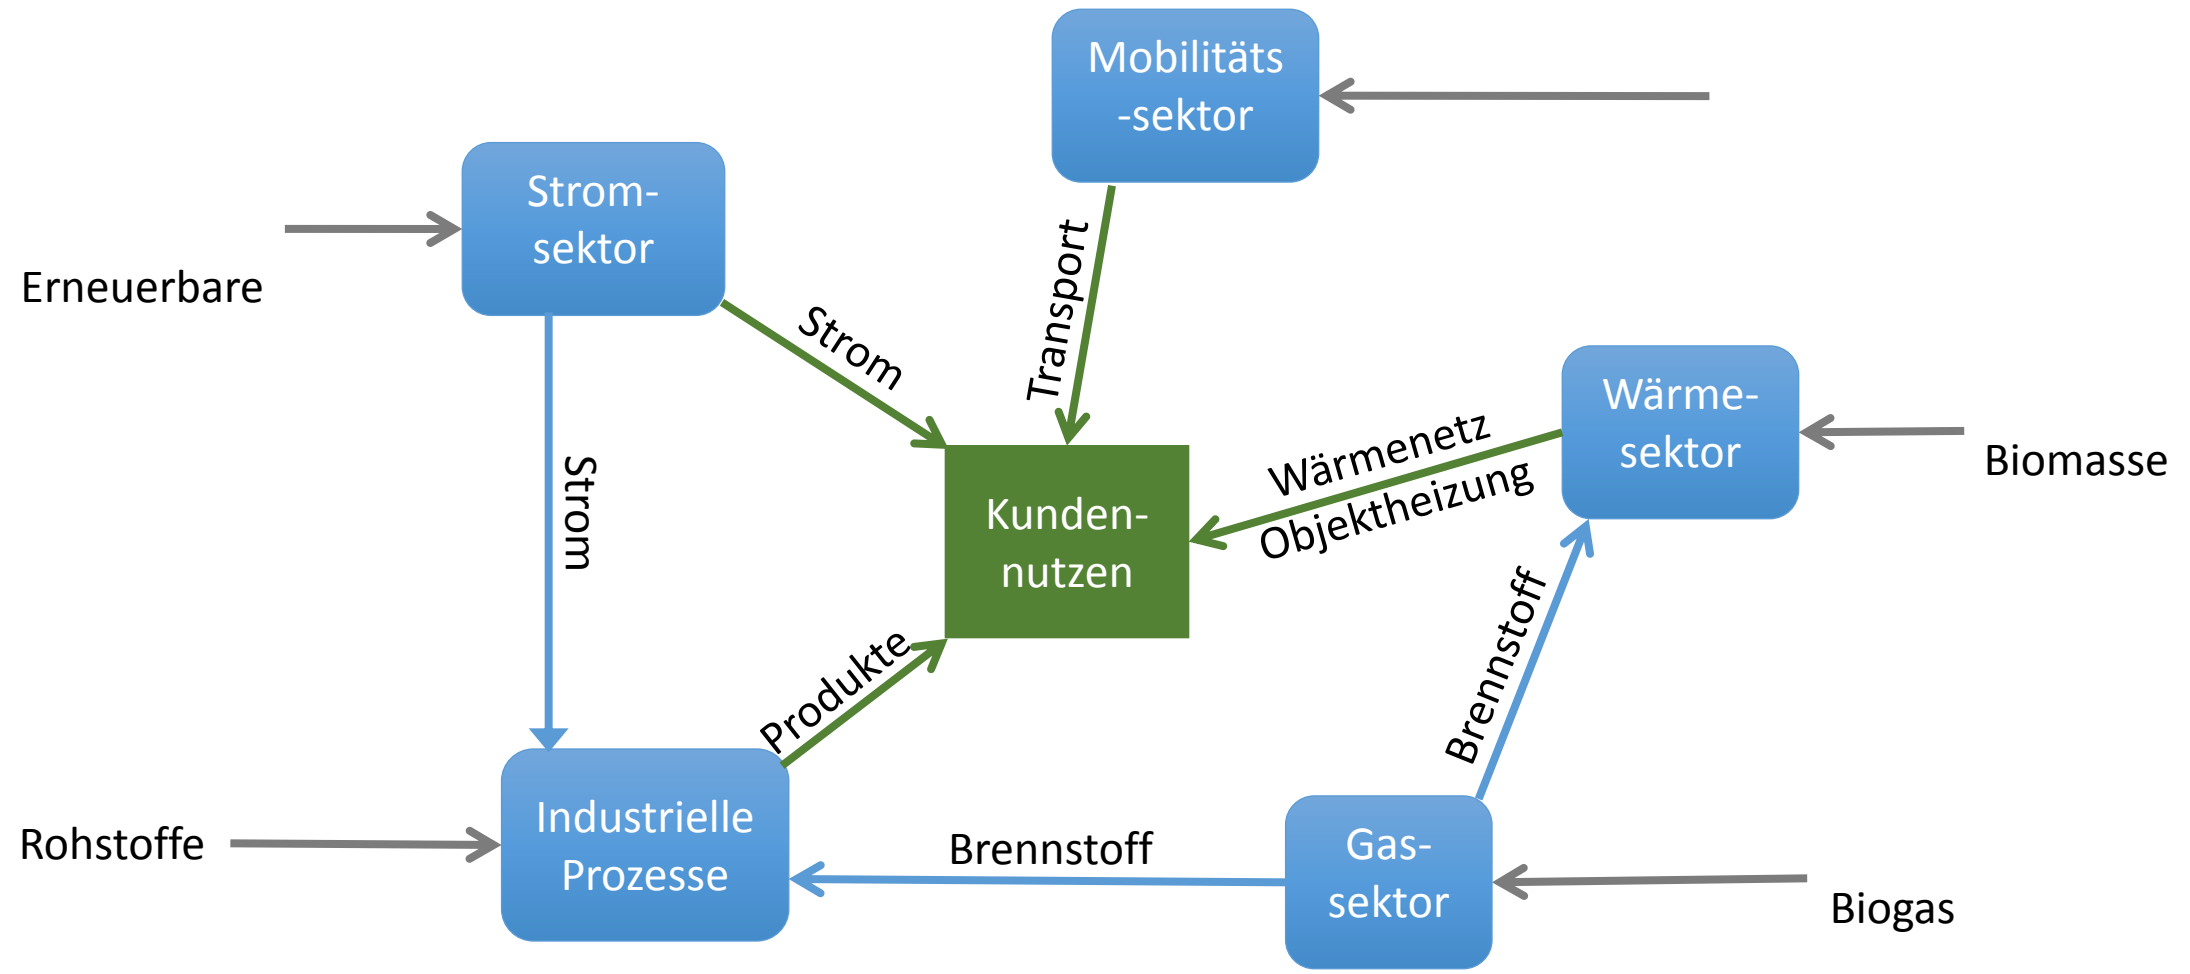 Mobilitäts
-sektor
Strom-
sektor
Erneuerbare
Strom
Transport
Wärme-
sektor
Wärmenetz
Objektheizung
Biomasse
Strom
Kunden-
nutzen
Brennstoff
Produkte
Rohstoffe
Industrielle
Prozesse
Brennstoff
Gas-
sektor
Biogas